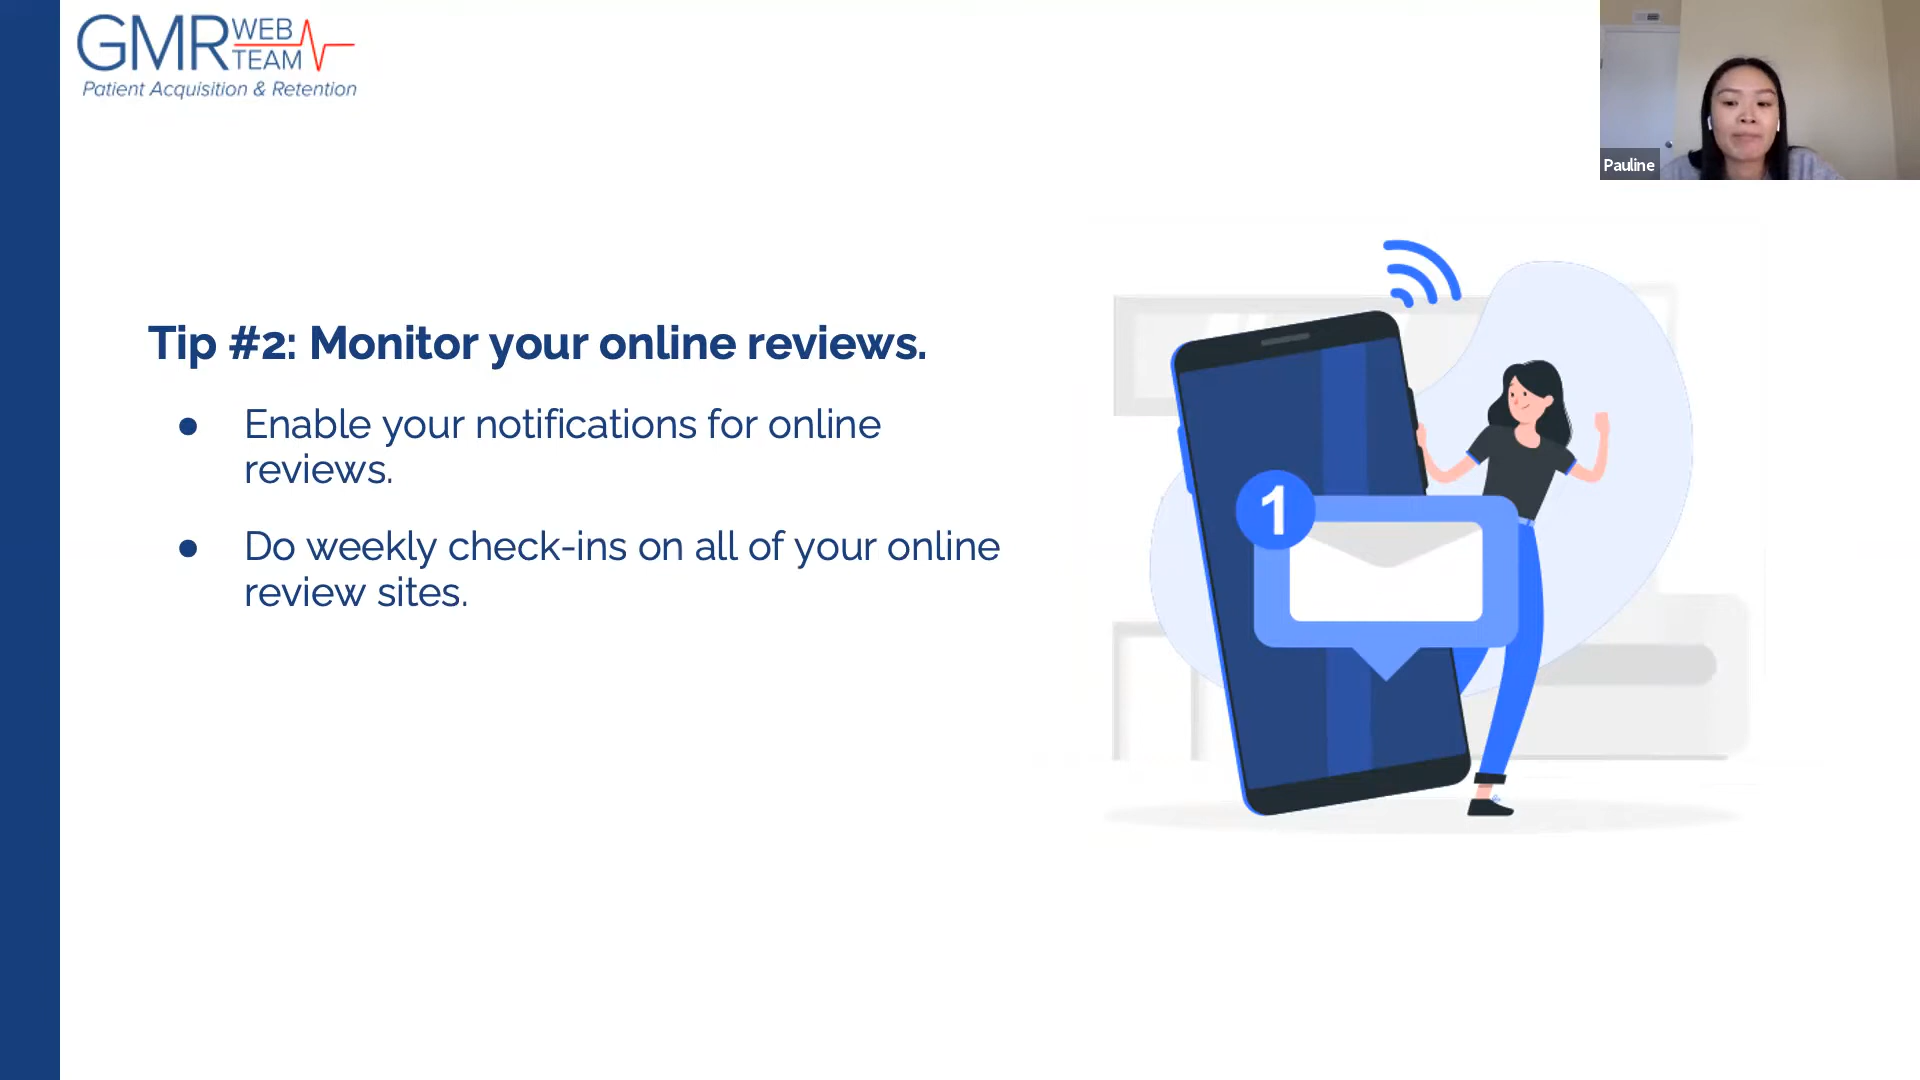 GMR WEB TEAM
Patient Acquisition & Retention
Pauline
Tip #2: Monitor your online reviews.
● Enable your notifications for online
reviews.
● Do weekly check-ins on all of your online
review sites.
1